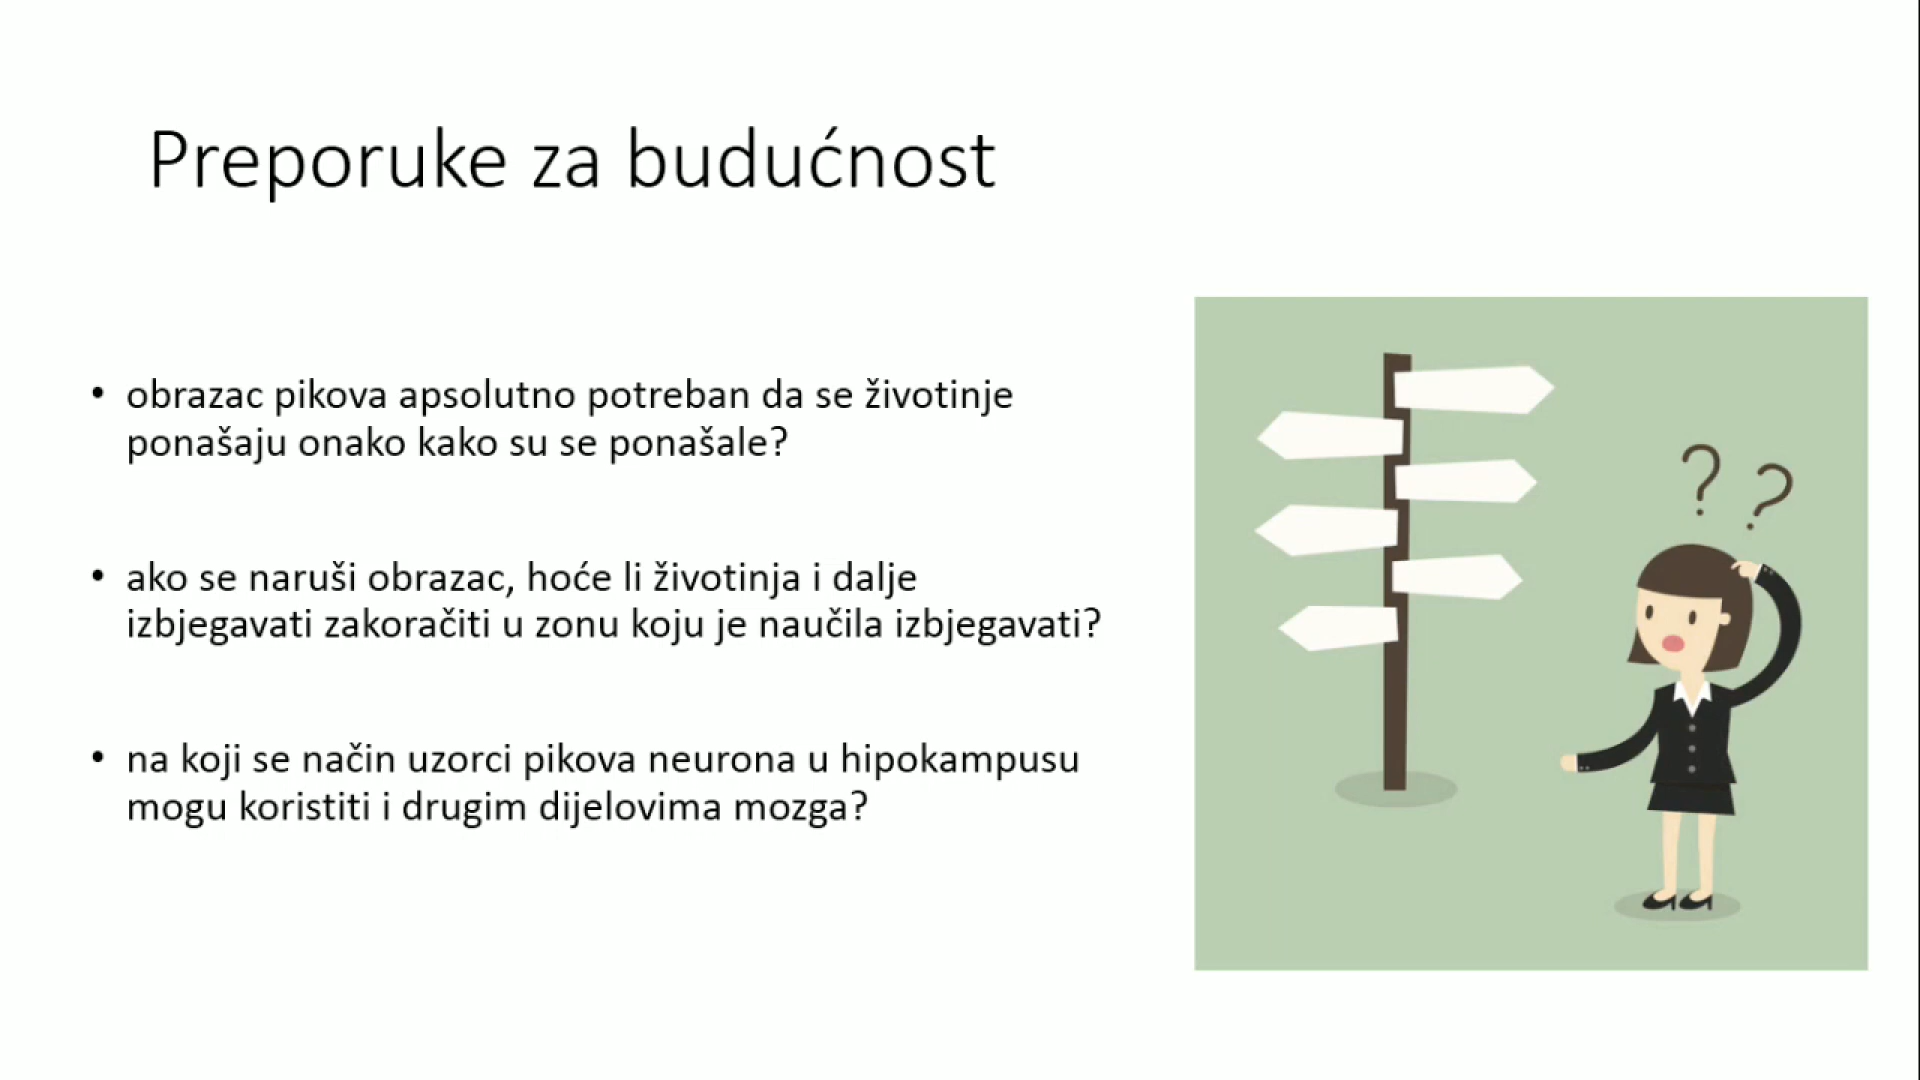 Preporuke za budućnost
• obrazac pikova apsolutno potreban da se životinje
ponašaju onako kako su se ponašale?
• ako se naruši obrazac, hoće li životinja i dalje
izbjegavati zakoračiti u zonu koju je naučila izbjegavati?
• na koji se način uzorci pikova neurona u hipokampusu
mogu koristiti i drugim dijelovima mozga?
? ?